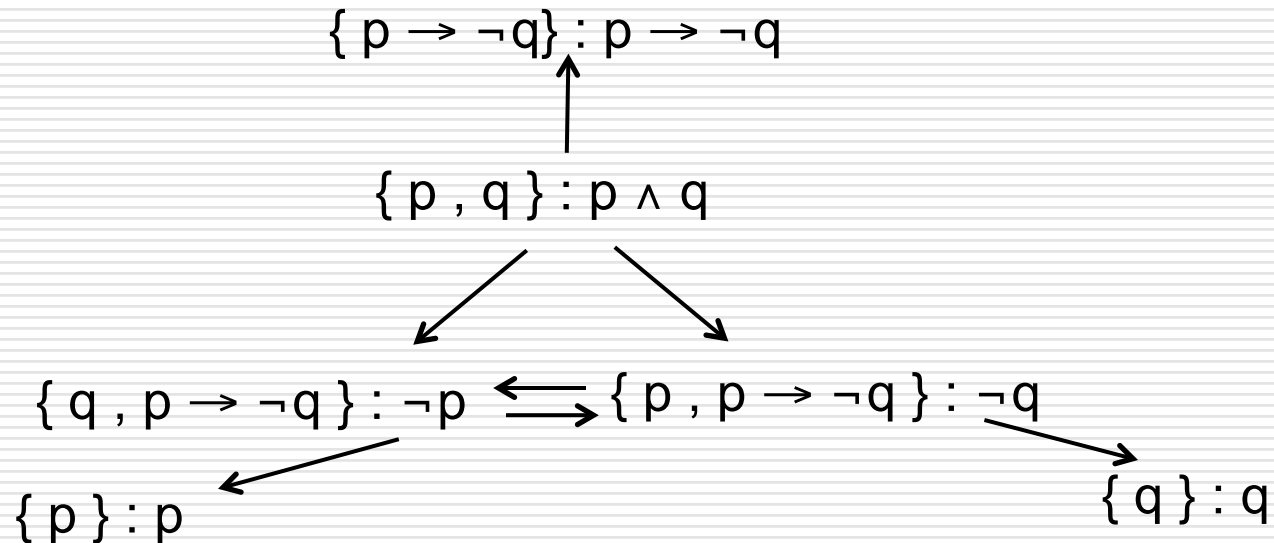 { p → ¬q} : p → ¬q
{ p , q } : p ∧ q
{ q , p → ¬q } : ¬p
{ p , p → ¬q } : ¬q
{ p } : p
{ q } : q